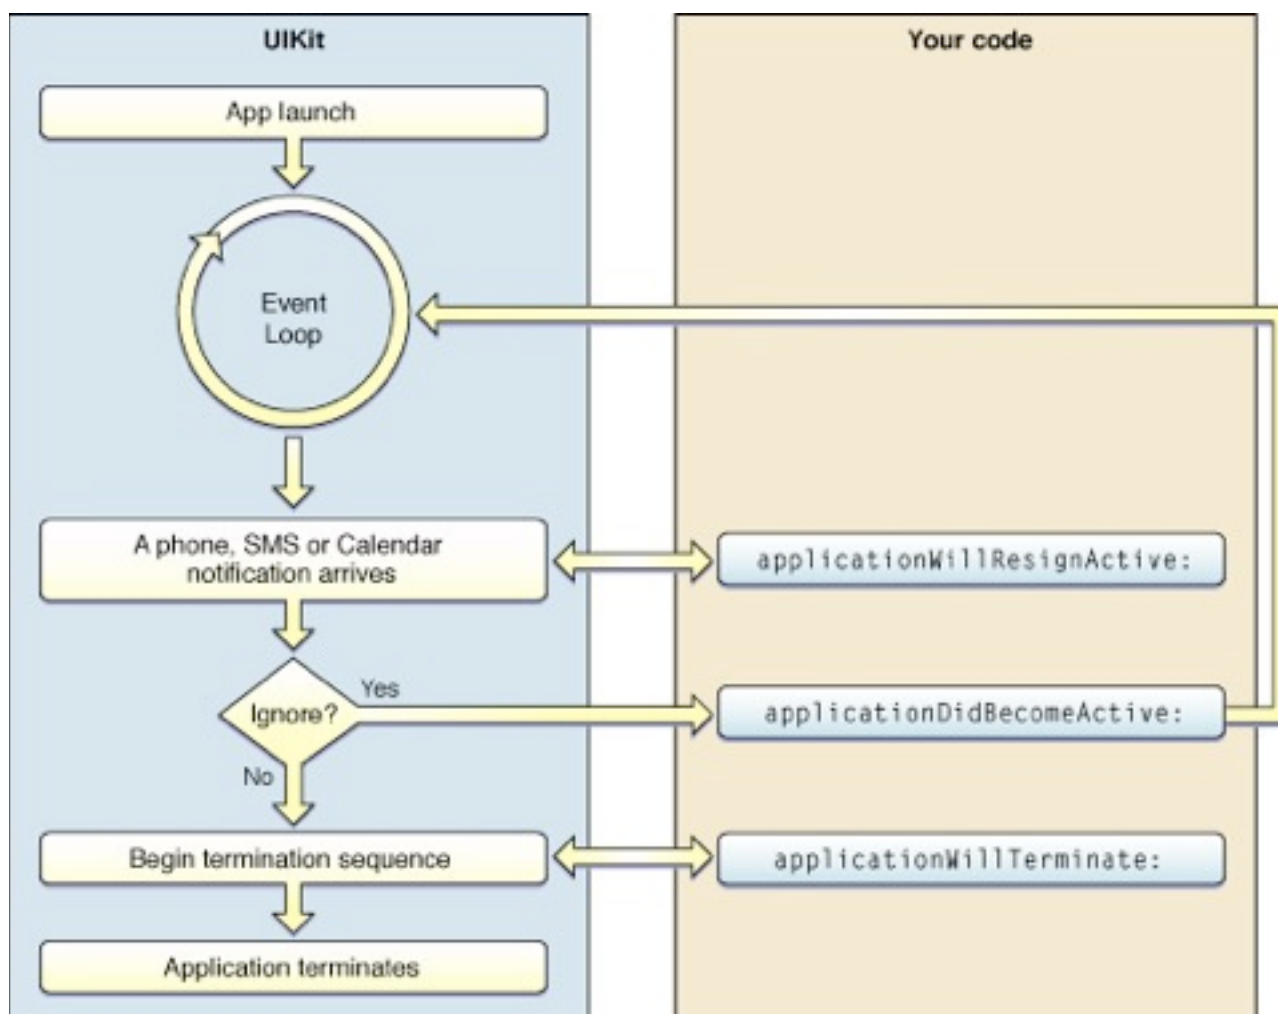 UIKit
Your code
App launch
Event
Loop
A phone, SMS or Calendar
notification arrives
applicationWillResignActive:
Ignore?
Yes
applicationDidBecomeActive:
No
Begin termination sequence
applicationWillTerminate:
Application terminates